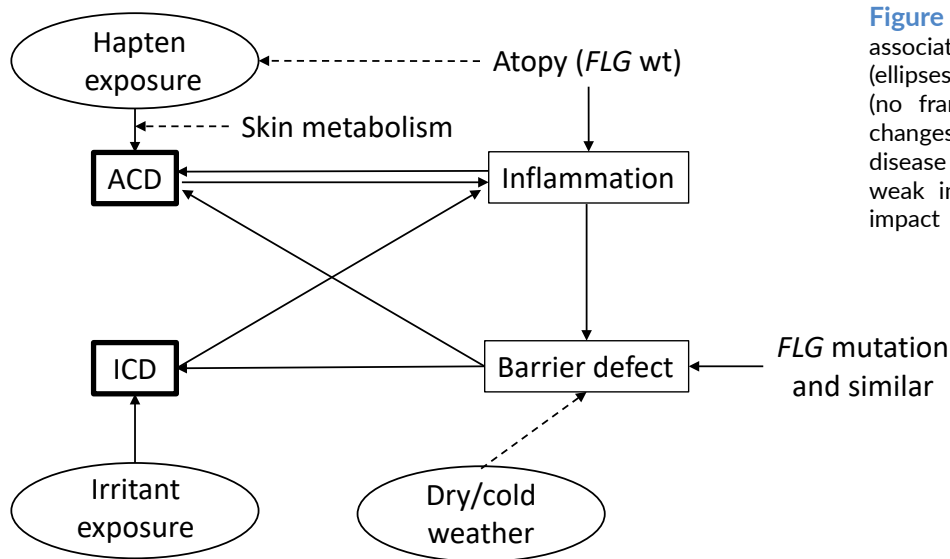 Hapten
exposure
Atopy (FLG wt)
Skin metabolism
ACD
Inflammation
ICD
Barrier defect
FLG mutation
and similar
Irritant
exposure
Dry/cold
weather
Figure
associat
(ellipses
(no fran
changes
disease
weak in
impact